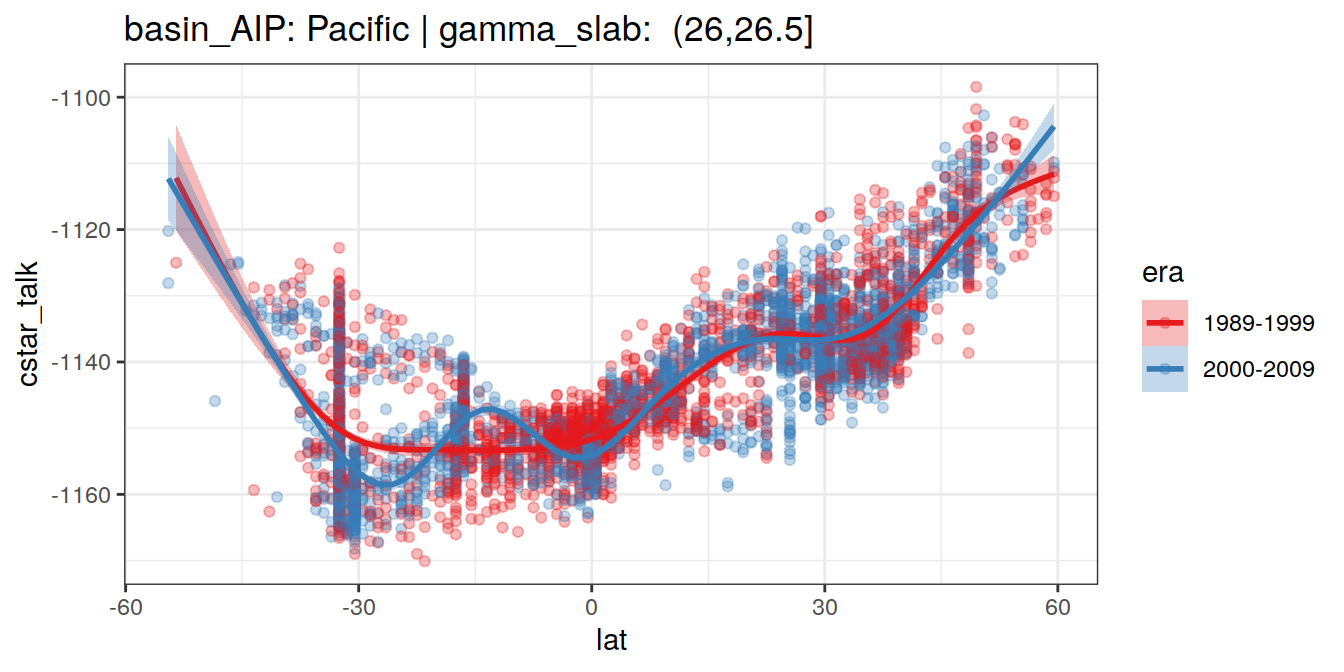 basin_AIP: Pacific | gamma_slab:  (26,26.5]
cstar_talk
-1100
-1120
-1140
-1160
-60
-30
0
30
60
lat
era
1989-1999
2000-2009